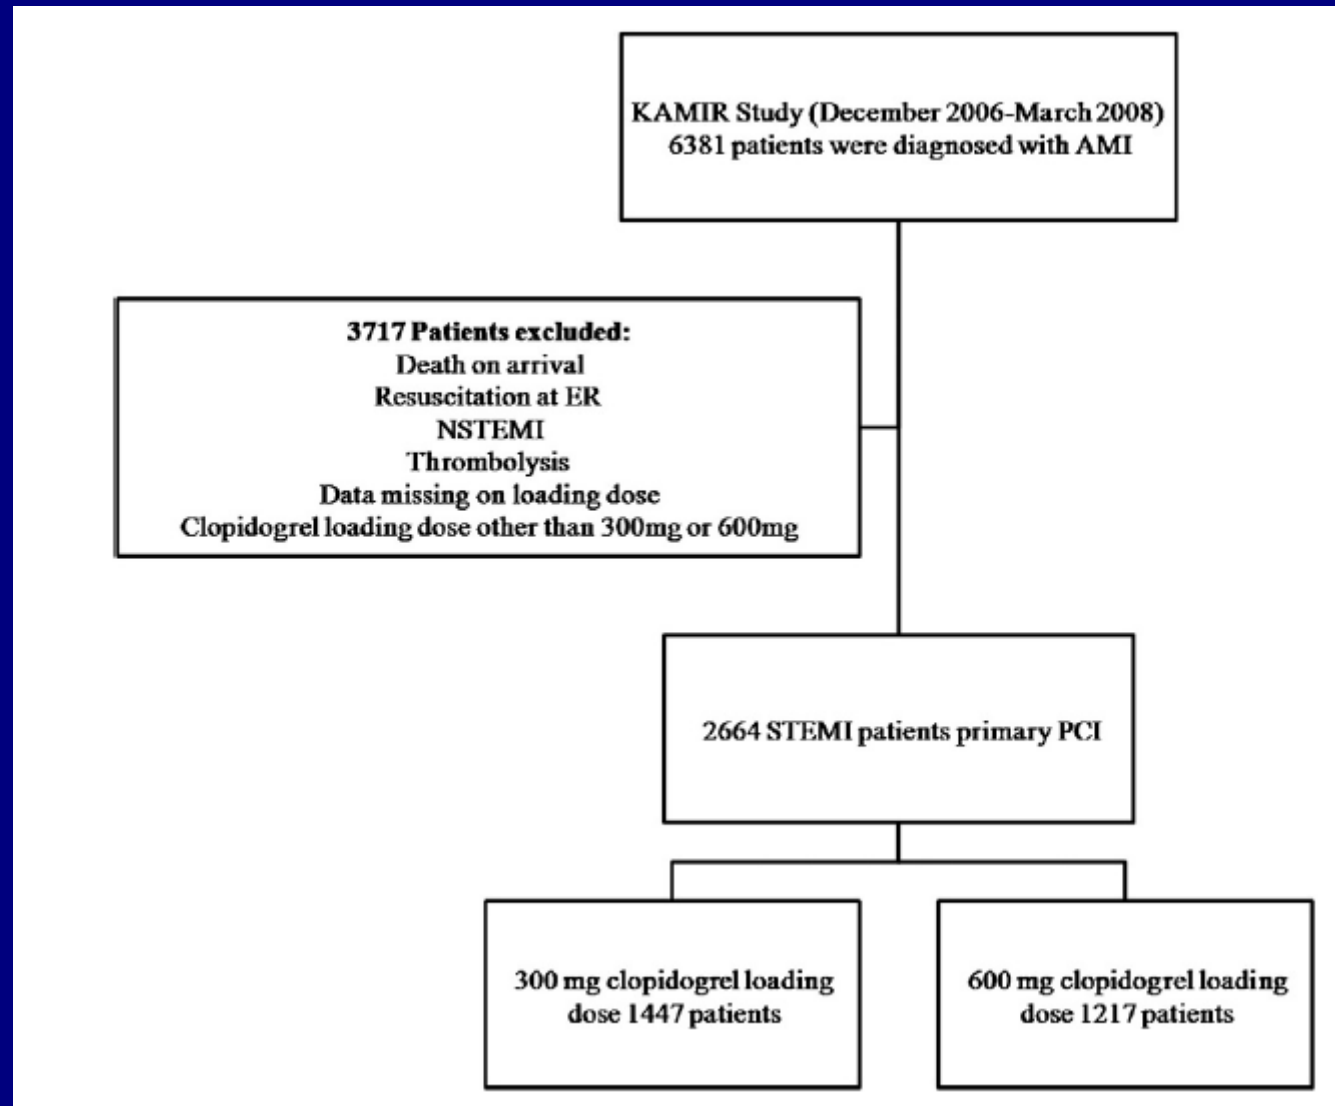 KAMIR Study (December 2006-March 2008)
6381 patients were diagnosed with AMI
3717 Patients excluded:
Death on arrival
Resuscitation at ER
NSTEMI
Thrombolysis
Data missing on loading dose
Clopidogrel loading dose other than 300mg or 600mg
2664 STEMI patients primary PCI
300 mg clopidogrel loading
dose 1447 patients
600 mg clopidogrel loading
dose 1217 patients